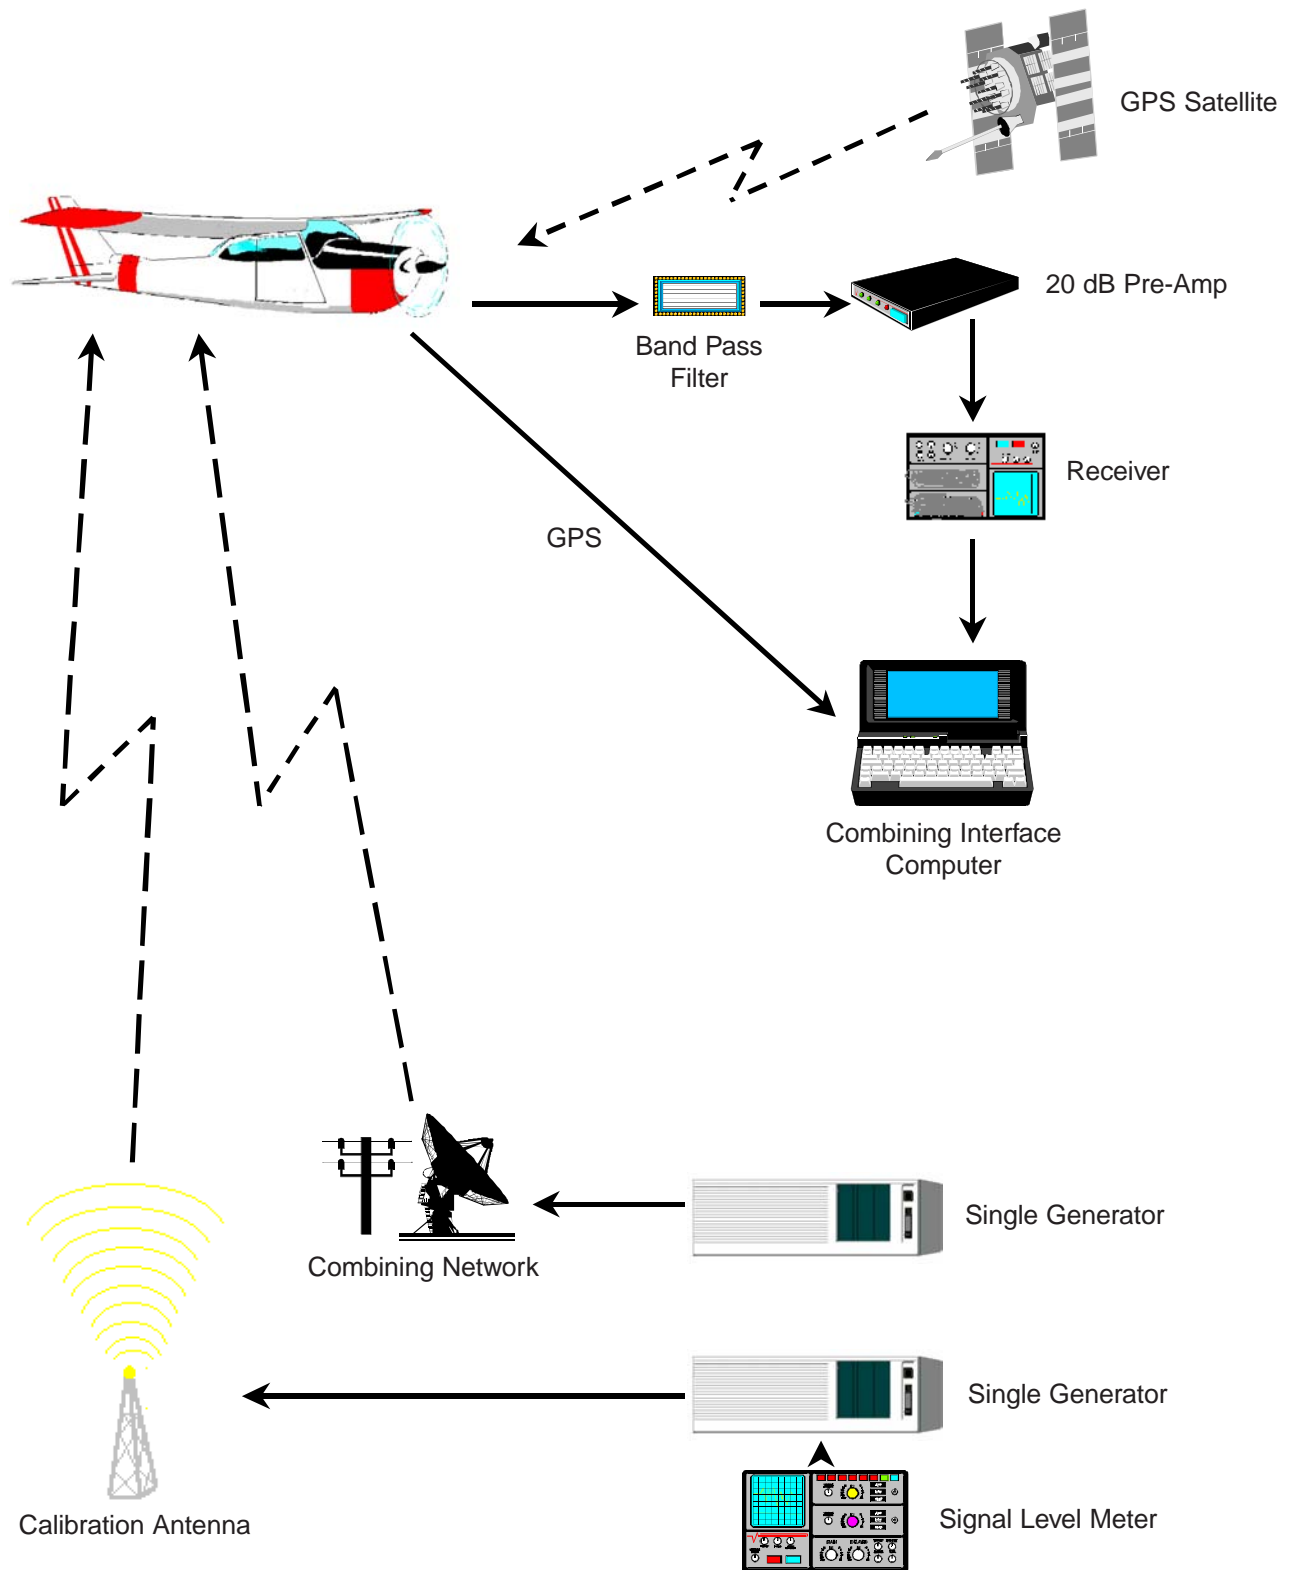 GPS Satellite
20 dB Pre-Amp
Band Pass
Filter
Receiver
GPS
Combining Interface
Computer
Single Generator
Combining Network
Single Generator
Calibration Antenna
Signal Level Meter